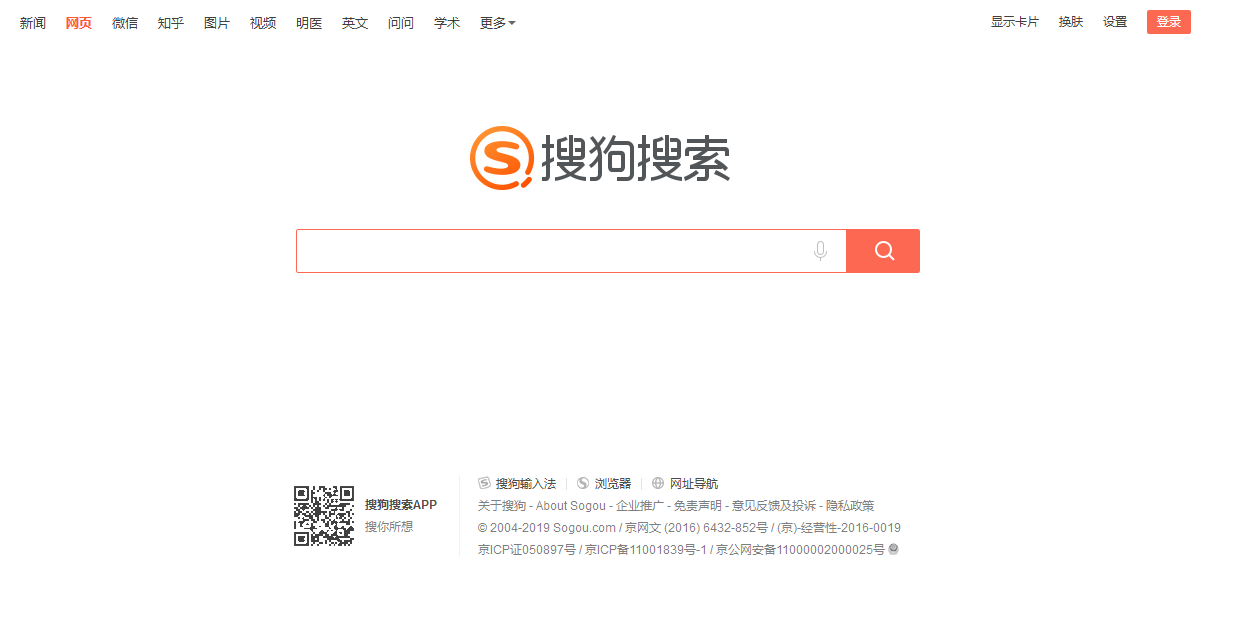 新闻 网页 微信 知乎 图片 视频 明医 英文 问问 学术 更多 显示卡片 换肤 设置 登录
搜狗搜索
搜狗输入法 浏览器 网址导航
搜狗搜索APP
搜你所想
关于搜狗 - About Sogou - 企业推广 - 免责声明 - 意见反馈及投诉 - 隐私政策
© 2004-2019 Sogou.com / 京网文 (2016) 6432-852号 / (京)-经营性-2016-0019
京ICP证050897号 / 京ICP备11001839号-1 / 京公网安备11000002000025号